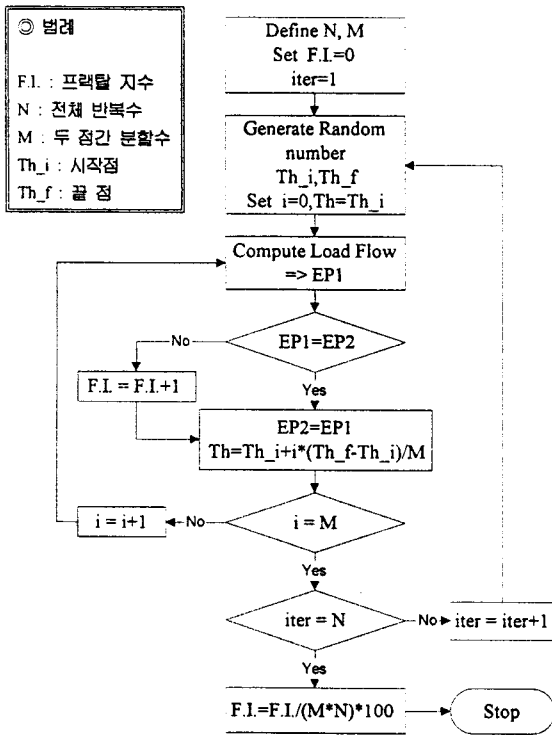 ◎ 범례
F.I. : 프랙탈 지수
N : 전체 반복수
M : 두 점간 분할수
Th_i : 시작점
Th_f : 끝 점
Define N, M
Set F.I.=0
iter=1
Generate Random
number
Th_i,Th_f
Set i=0,Th=Th_i
Compute Load Flow
=> EP1
EP1=EP2
No
F.I. = F.I.+1
Yes
EP2=EP1
Th=Th_i+i*(Th_f-Th_i)/M
i = M
No
i = i+1
Yes
iter = N
No
iter = iter+1
Yes
F.I.=F.I./(M*N)*100
Stop